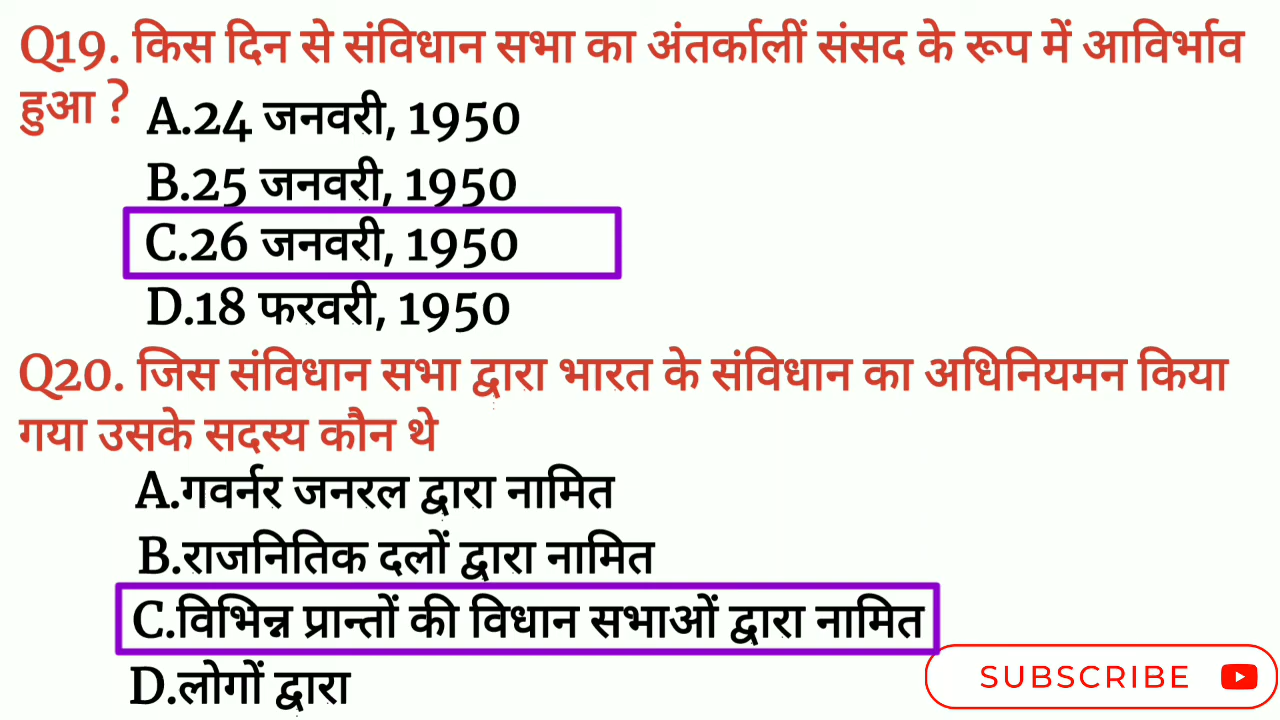 Q19. किस दिन से संविधान सभा का अंतर्कालीं संसद के रूप में आविर्भाव
हुआ ?
A.24 जनवरी, 1950
B.25 जनवरी, 1950
C.26 जनवरी, 1950
D.18 फरवरी, 1950
Q20. जिस संविधान सभा द्वारा भारत के संविधान का अधिनियमन किया
गया उसके सदस्य कौन थे
A.गवर्नर जनरल द्वारा नामित
B.राजनितिक दलों द्वारा नामित
C.विभिन्न प्रान्तों की विधान सभाओं द्वारा नामित
D.लोगों द्वारा
SUBSCRIBE